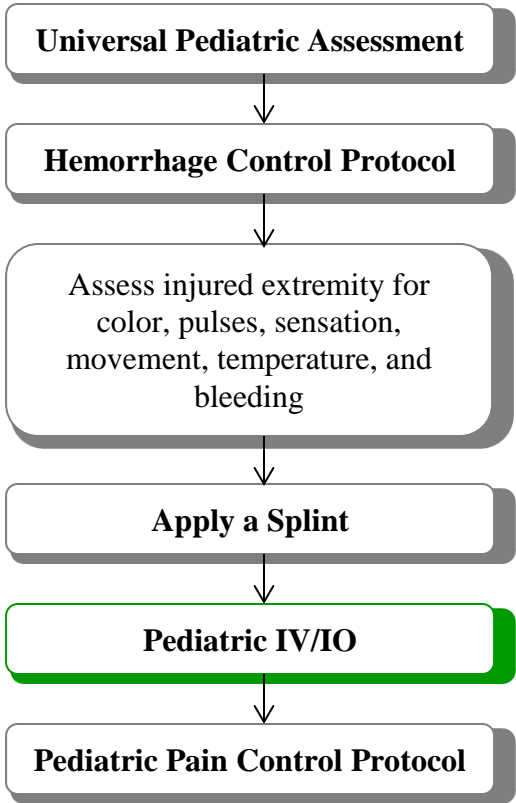 Universal Pediatric Assessment
Hemorrhage Control Protocol
Assess injured extremity for
color, pulses, sensation,
movement, temperature, and
bleeding
Apply a Splint
Pediatric IV/IO
Pediatric Pain Control Protocol